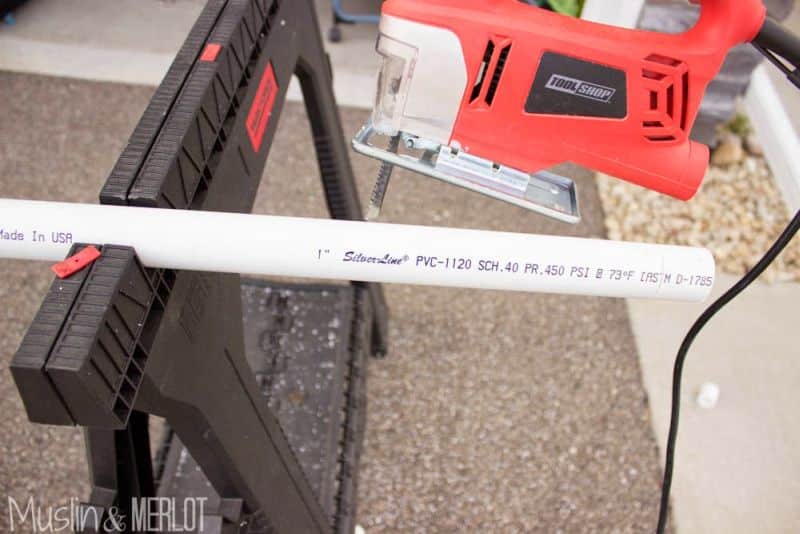 TOOL SHOP
Made In USA
1" SilverLine® PVC-1120 SCH.40 PR.450 PSI @ 73°F [ASTM D-1785
Muslin & MERLOT